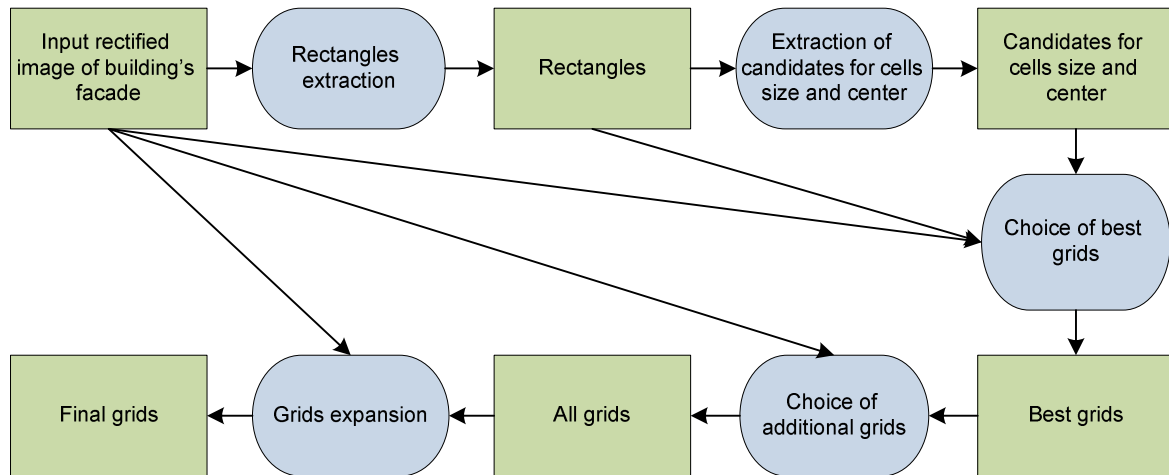 Input rectified
image of building's
facade
Rectangles
extraction
Rectangles
Extraction of
candidates for cells
size and center
Candidates for
cells size and
center
Choice of best
grids
Final grids
Grids expansion
All grids
Choice of
additional grids
Best grids